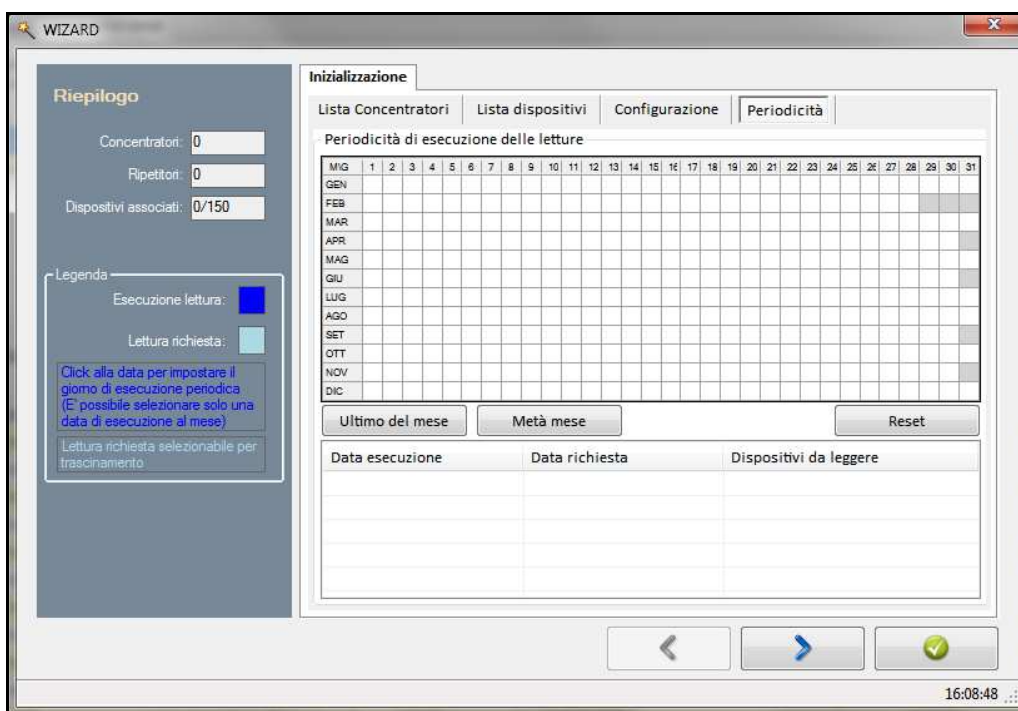 WIZARD
Riepilogo
Concentratori: 0
Ripetitori: 0
Dispositivi associati: 0/150
Legenda
Esecuzione lettura:
Lettura richiesta:
Click alla data per impostare il
giorno di esecuzione periodica
(E' possibile selezionare solo una
data di esecuzione al mese)
Lettura richiesta selezionabile per
trascinamento
Inizializzazione
Lista Concentratori Lista dispositivi Configurazione Periodicità
Periodicità di esecuzione delle letture
M\G 1 2 3 4 5 6 7 8 9 10 11 12 13 14 15 16 17 18 19 20 21 22 23 24 25 26 27 28 29 30 31
GEN
FEB
MAR
APR
MAG
GIU
LUG
AGO
SET
OTT
NOV
DIC
Ultimo del mese Metà mese Reset
Data esecuzione Data richiesta Dispositivi da leggere
16:08:48